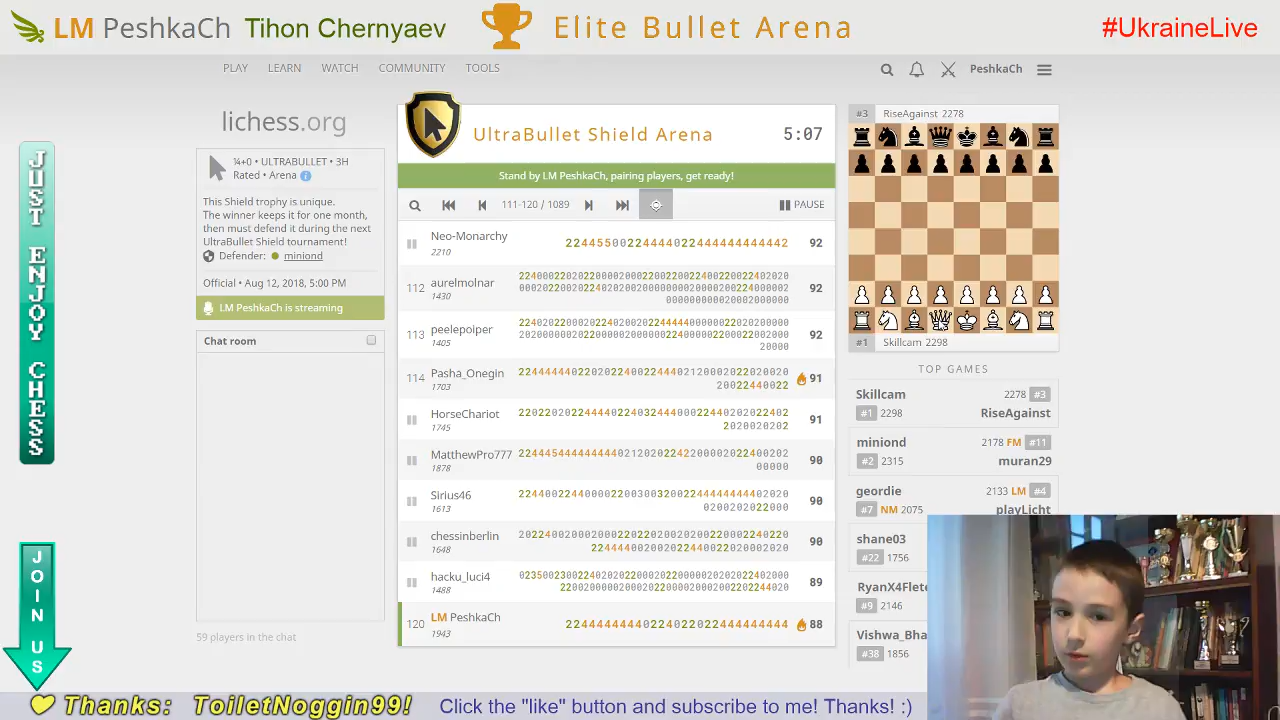 LM PeshkaCh Tihon Chernyaev
Elite Bullet Arena
#UkraineLive
PLAY LEARN WATCH COMMUNITY TOOLS
PeshkaCh
lichess.org
¼+0 • ULTRABULLET • 3H
Rated • Arena
This Shield trophy is unique.
The winner keeps it for one month,
then must defend it during the next
UltraBullet Shield tournament!
Defender: miniond
Official • Aug 12, 2018, 5:00 PM
LM PeshkaCh is streaming
Chat room
59 players in the chat
UltraBullet Shield Arena 5:07
Stand by LM PeshkaCh, pairing players, get ready!
111-120 / 1089 PAUSE
Neo-Monarchy 92
2210
112 aurelmolnar 92
1430
113 peelepoiper 92
1405
114 Pasha_Onegin 91
1703
HorseChariot 91
1745
MatthewPro777 90
1878
Sirius46 90
1613
chessinberlin 90
1648
hacku_luci4 89
1488
120 LM PeshkaCh 88
1943
#3 RiseAgainst 2278
#1 Skillcam 2298
TOP GAMES
Skillcam 2278 #3
#1 2298 RiseAgainst
miniond 2178 FM #11
#2 2315 muran29
geordie 2133 LM #4
#7 NM 2075 playLicht
shane03
#22 1756
RyanX4Flete
#9 2146
Vishwa_Bha
#38 1856
JUST ENJOY CHESS
JOIN US
Thanks: ToiletNoggin99!
Click the "like" button and subscribe to me! Thanks! :)